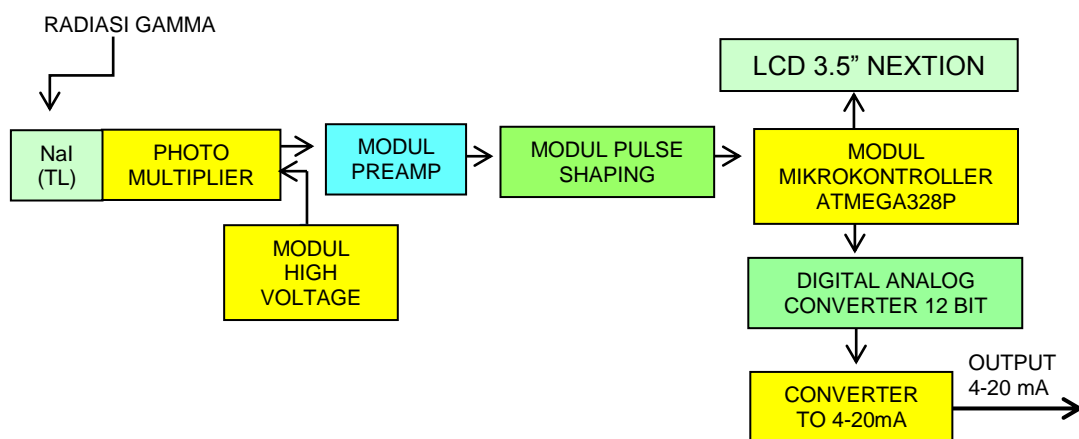 RADIASI GAMMA
LCD 3.5” NEXTION
NaI
(TL)
PHOTO
MULTIPLIER
MODUL
PREAMP
MODUL PULSE
SHAPING
MODUL
MIKROKONTROLLER
ATMEGA328P
MODUL
HIGH
VOLTAGE
DIGITAL ANALOG
CONVERTER 12 BIT
CONVERTER
TO 4-20mA
OUTPUT
4-20 mA